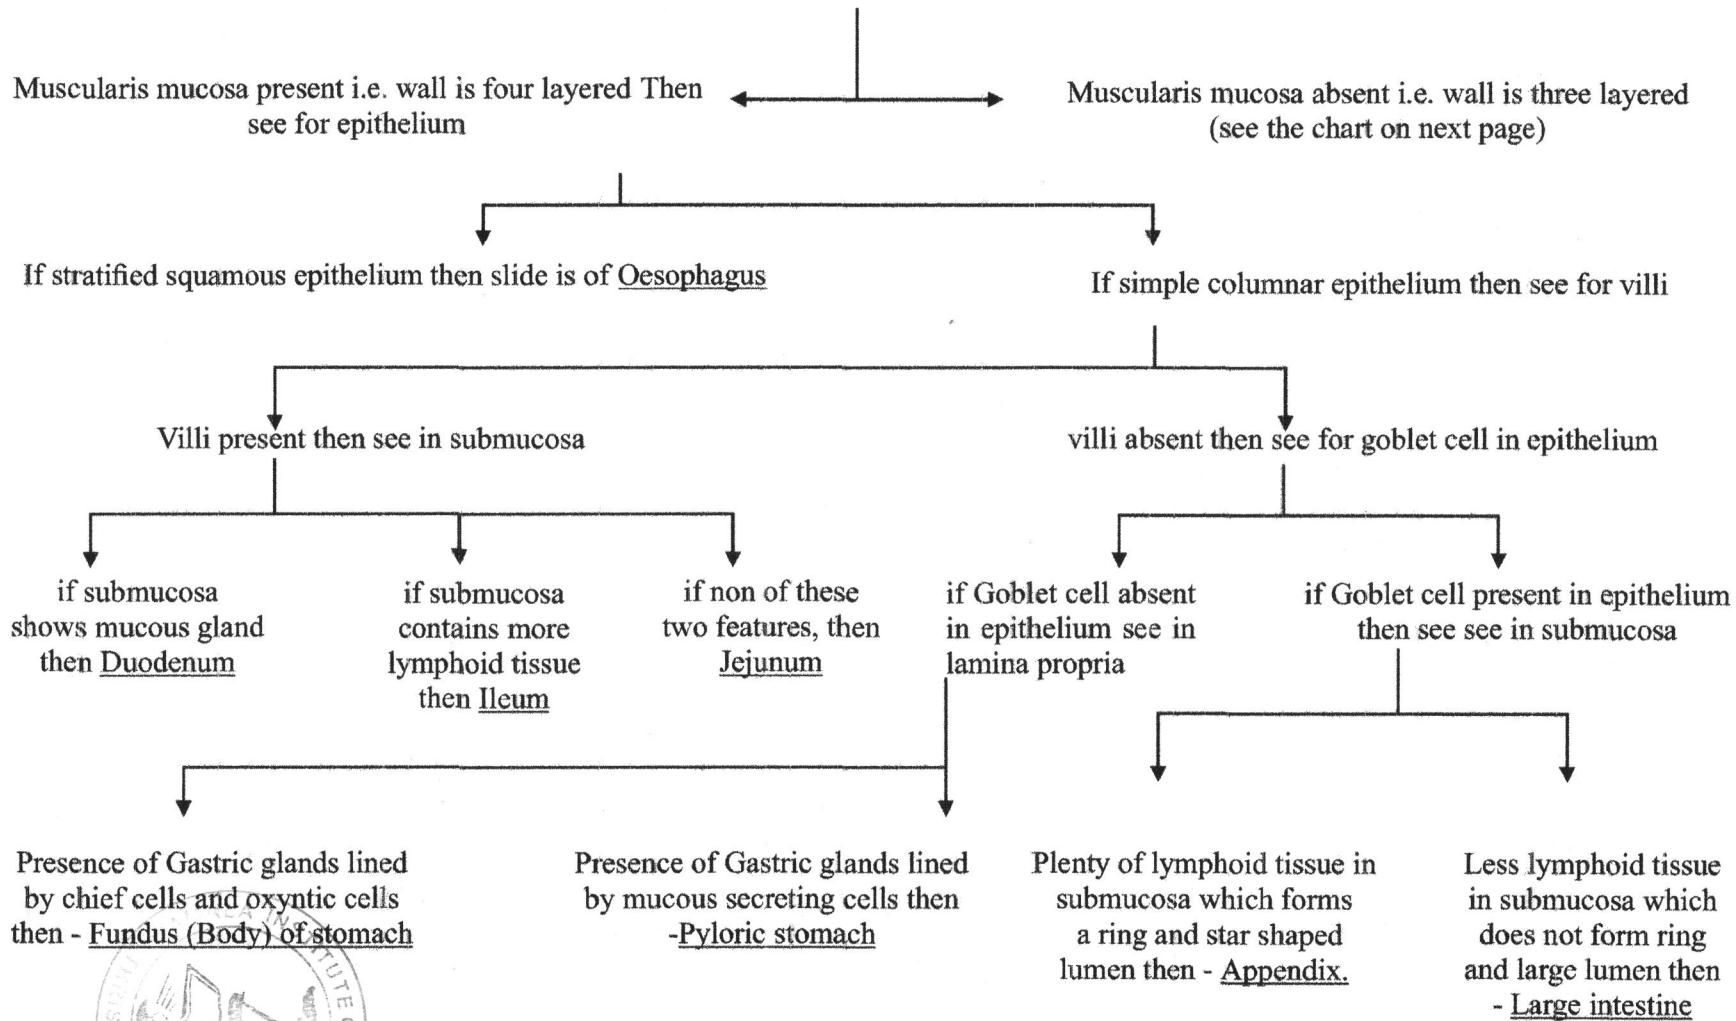 Muscularis mucosa present i.e. wall is four layered Then
see for epithelium
Muscularis mucosa absent i.e. wall is three layered
(see the chart on next page)
If stratified squamous epithelium then slide is of Oesophagus
If simple columnar epithelium then see for villi
Villi present then see in submucosa
villi absent then see for goblet cell in epithelium
if submucosa
shows mucous gland
then Duodenum
if submucosa
contains more
lymphoid tissue
then Ileum
if non of these
two features, then
Jejunum
if Goblet cell absent
in epithelium see in
lamina propria
if Goblet cell present in epithelium
then see see in submucosa
Presence of Gastric glands lined
by chief cells and oxyntic cells
then - Fundus (Body) of stomach
Presence of Gastric glands lined
by mucous secreting cells then
-Pyloric stomach
Plenty of lymphoid tissue in
submucosa which forms
a ring and star shaped
lumen then - Appendix.
Less lymphoid tissue
in submucosa which
does not form ring
and large lumen then
- Large intestine